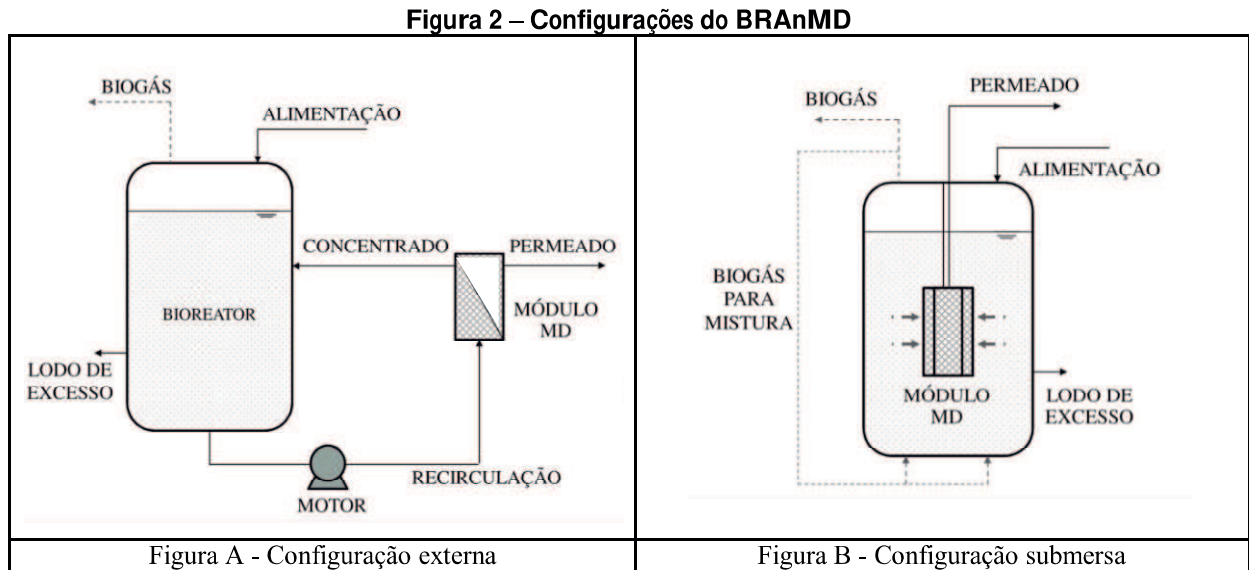 Figura 2 – Configurações do BRAnMD
BIOGÁS
ALIMENTAÇÃO
CONCENTRADO
PERMEADO
BIOREATOR
MÓDULO
MD
LODO DE
EXCESSO
RECIRCULAÇÃO
MOTOR
Figura A - Configuração externa
PERMEADO
BIOGÁS
ALIMENTAÇÃO
BIOGÁS
PARA
MISTURA
MÓDULO
MD
LODO DE
EXCESSO
Figura B - Configuração submersa